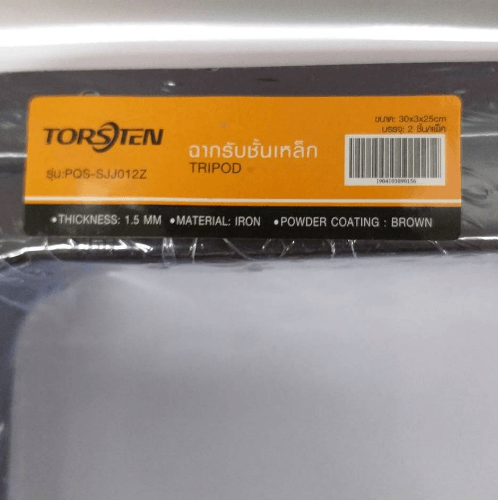 TORSTEN
รุ่น:PQS-SJJ012Z
ฉากรับชั้นเหล็ก
TRIPOD
ขนาด: 30x3x25cm
บรรจุ: 2 ชิ้น/แพ็ค
•THICKNESS: 1.5 MM •MATERIAL: IRON •POWDER COATING : BROWN